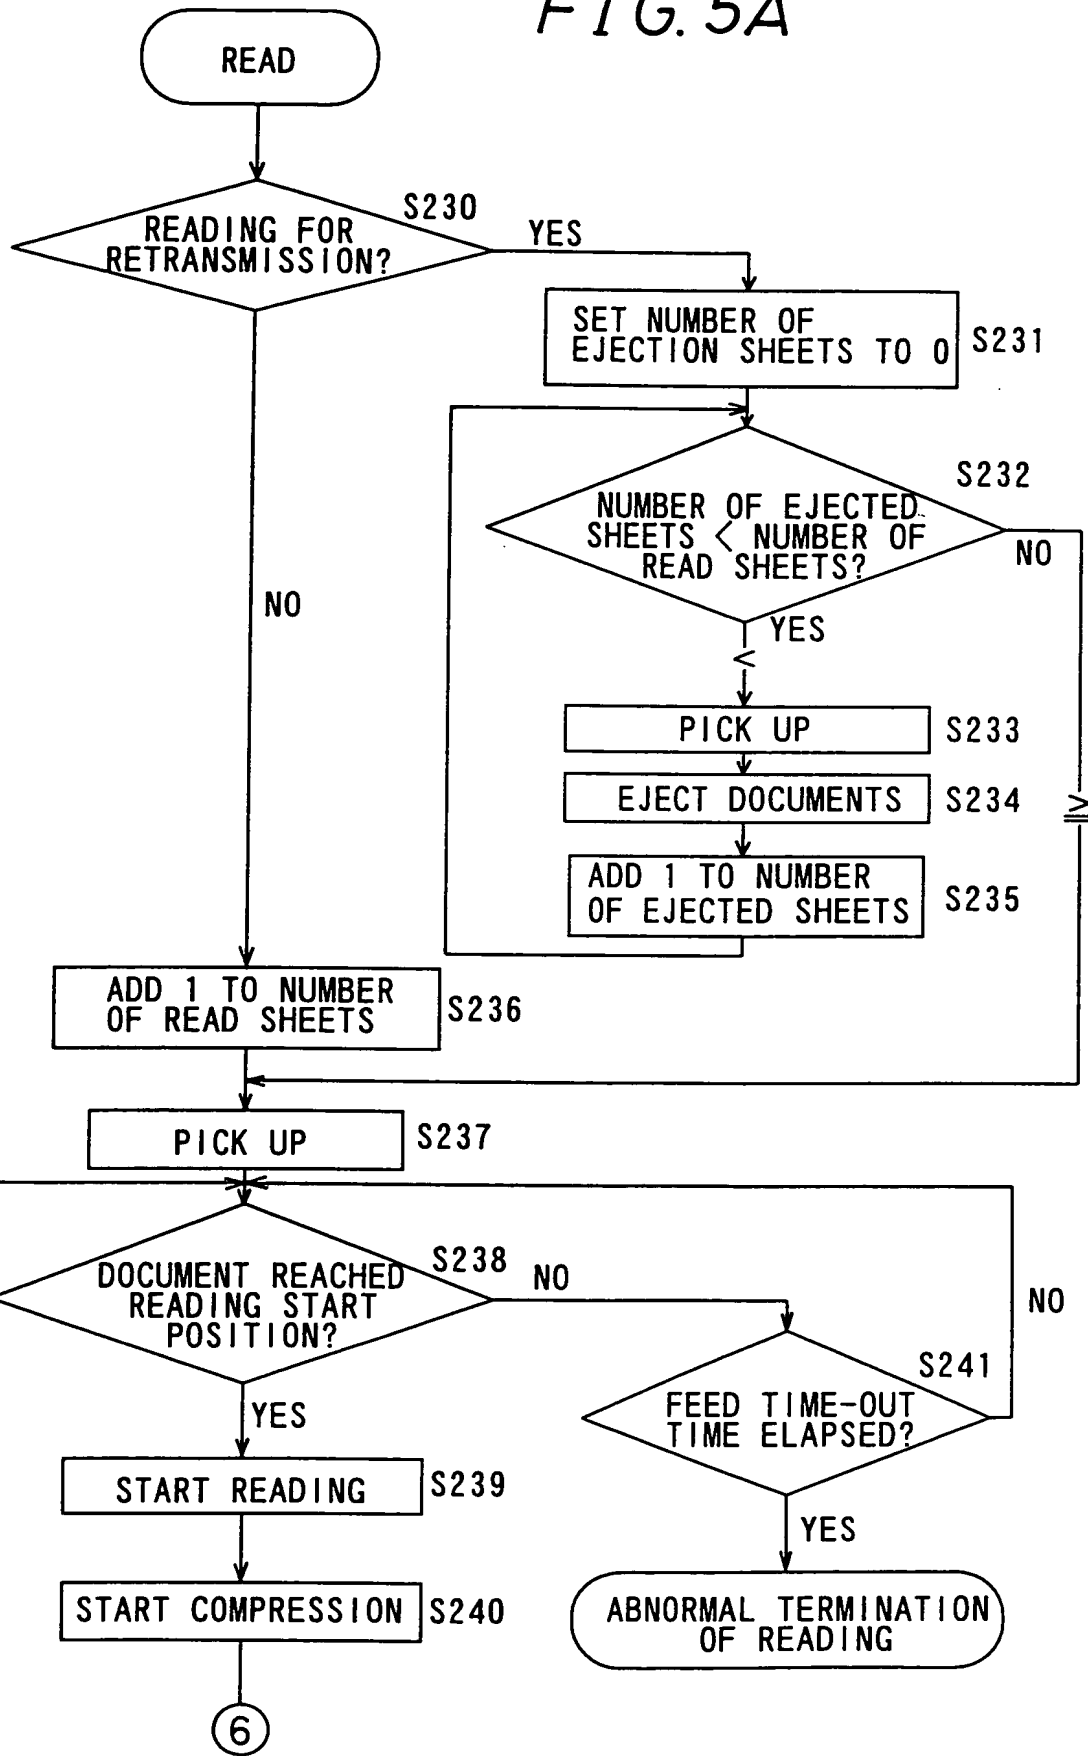 FIG. 5A
READ
S230
READING FOR
RETRANSMISSION?
YES
SET NUMBER OF
EJECTION SHEETS TO 0
S231
S232
NUMBER OF EJECTED
SHEETS < NUMBER OF
READ SHEETS?
NO
NO
YES
<
PICK UP
S233
EJECT DOCUMENTS
S234
≧
ADD 1 TO NUMBER
OF EJECTED SHEETS
S235
ADD 1 TO NUMBER
OF READ SHEETS
S236
PICK UP
S237
S238
DOCUMENT REACHED
READING START
POSITION?
NO
NO
S241
FEED TIME-OUT
TIME ELAPSED?
YES
START READING
S239
YES
START COMPRESSION
S240
ABNORMAL TERMINATION
OF READING
6